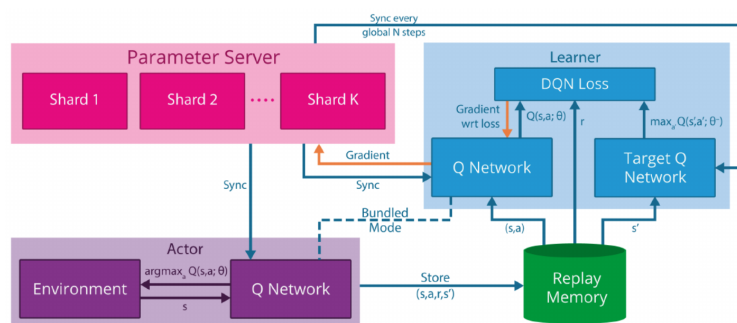 Sync every
global N steps
Parameter Server
Shard 1
Shard 2
Shard K
Learner
DQN Loss
Gradient
wrt loss
Q(s,a; θ)
r
maxₐ' Q(s',a'; θ⁻)
Gradient
Sync
Q Network
Target Q
Network
Sync
Bundled
Mode
(s,a)
s'
Actor
Environment
argmaxₐ Q(s,a; θ)
s
Q Network
Store
(s,a,r,s')
Replay
Memory